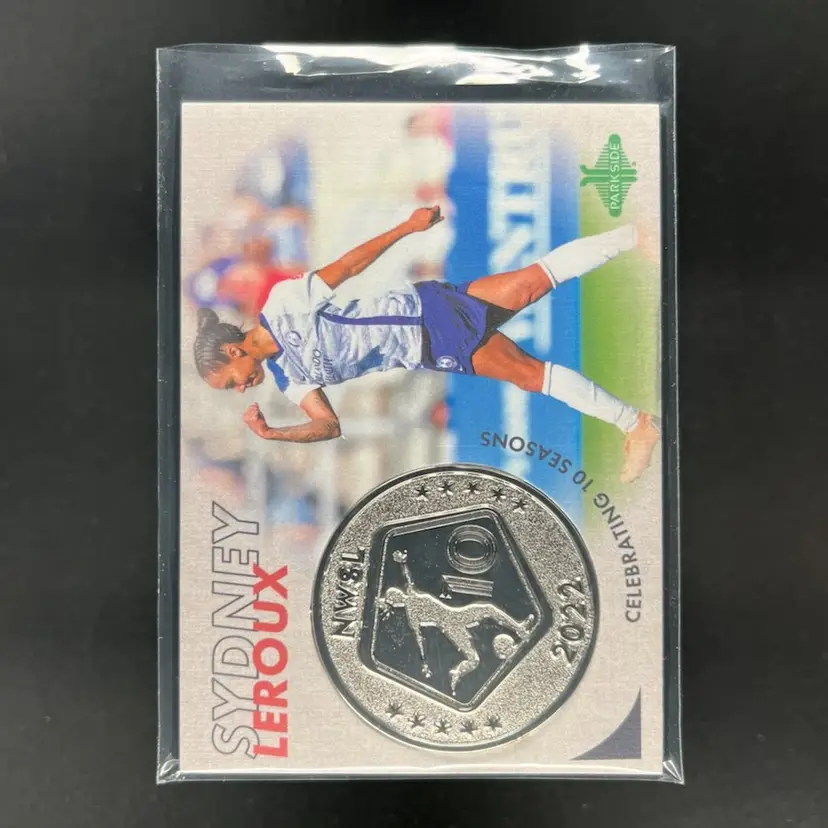 SYDNEY
LEROUX
PARKSIDE
CELEBRATING 10 SEASONS
NWSL
10
2022